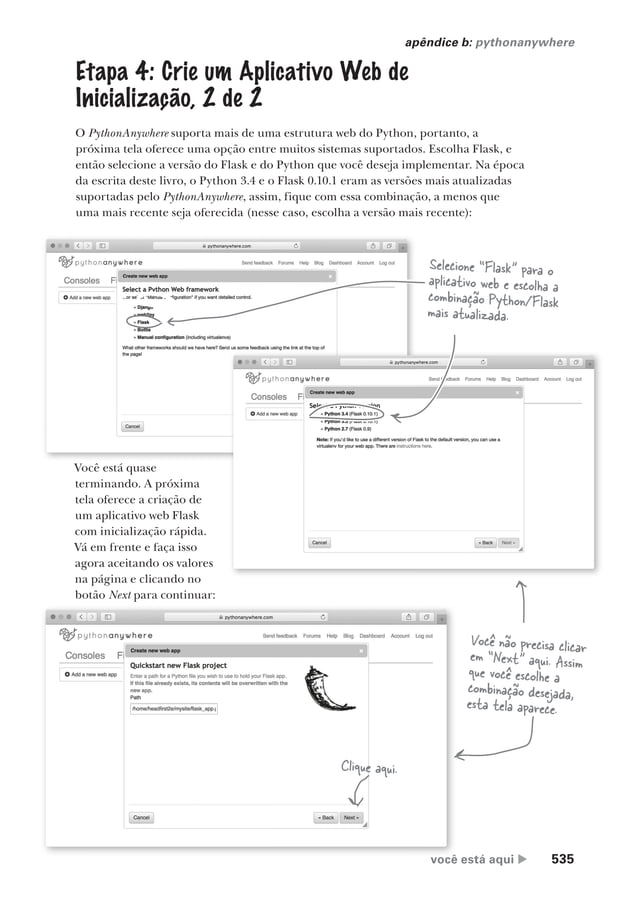 apêndice b: pythonanywhere
Etapa 4: Crie um Aplicativo Web de
Inicialização, 2 de 2
O PythonAnywhere suporta mais de uma estrutura web do Python, portanto, a
próxima tela oferece uma opção entre muitos sistemas suportados. Escolha Flask, e
então selecione a versão do Flask e do Python que você deseja implementar. Na época
da escrita deste livro, o Python 3.4 e o Flask 0.10.1 eram as versões mais atualizadas
suportadas pelo PythonAnywhere, assim, fique com essa combinação, a menos que
uma mais recente seja oferecida (nesse caso, escolha a versão mais recente):
pythonanywhere.com
pythonanywhere
Send feedback Forums Help Blog Dashboard Account Log out
Consoles
Add a new web app
Create new web app
Select a Python Web framework
if you want detailed control.
» Django
» Flask
» Bottle
» Manual configuration (including virtualenvs)
What other frameworks should we have here? Send us some feedback using the link at the top of
the page!
Cancel
Selecione "Flask" para o
aplicativo web e escolha a
combinação Python/Flask
mais atualizada.
pythonanywhere.com
pythonanywhere
Send feedback Forums Help Blog Dashboard Account Log out
Consoles
Add a new web app
Create new web app
» Python 3.4 (Flask 0.10.1)
» Python 2.7 (Flask 0.9)
Note: If you'd like to use a different version of Flask to the default version, you can use a
virtualenv for your web app. There are instructions here.
Cancel
« Back
Next »
Você está quase
terminando. A próxima
tela oferece a criação de
um aplicativo web Flask
com inicialização rápida.
Vá em frente e faça isso
agora aceitando os valores
na página e clicando no
botão Next para continuar:
pythonanywhere.com
pythonanywhere
Send feedback Forums Help Blog Dashboard Account Log out
Consoles
Add a new web app
Create new web app
Quickstart new Flask project
Enter a path for a Python file you wish to use to hold your Flask app.
If this file already exists, its contents will be overwritten with the
new app.
Path
/home/headfirst2e/mysite/flask_app.p
Cancel
« Back
Next »
Clique aqui.
Você não precisa clicar
em "Next" aqui. Assim
que você escolhe a
combinação desejada,
esta tela aparece.
você está aqui ▶ 535